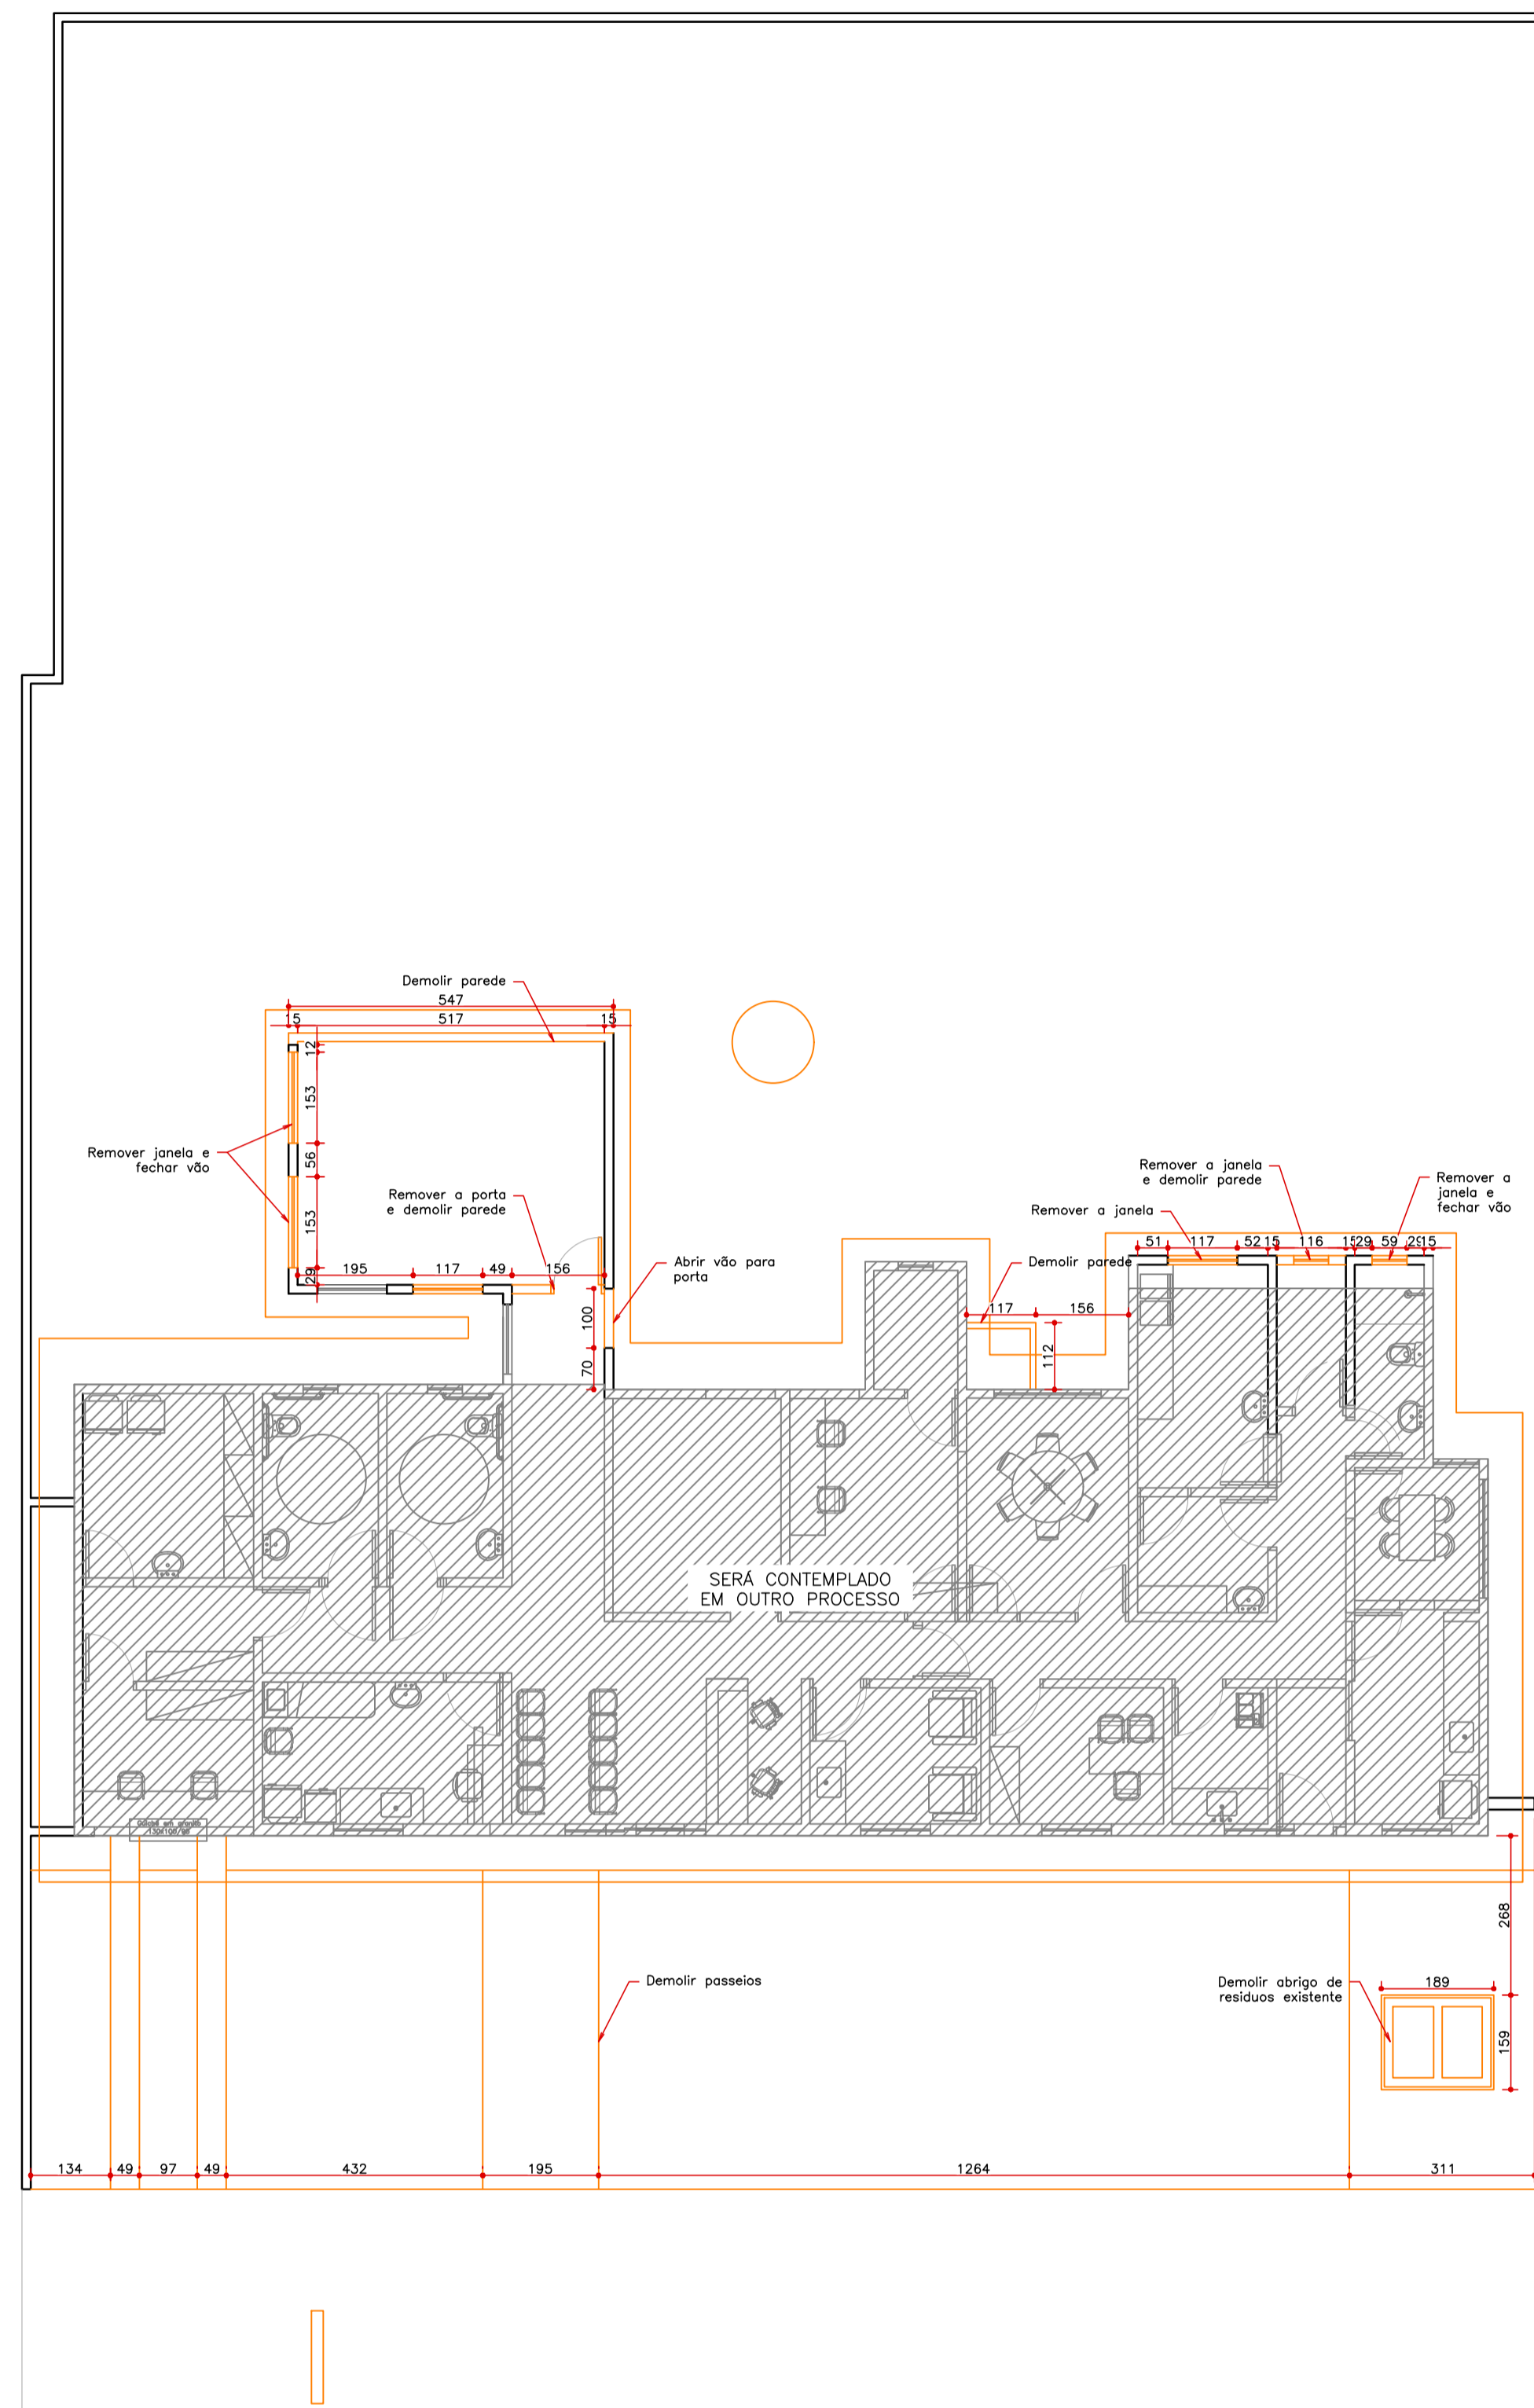 Demolir parede
547
15
517
15
12
153
56
153
29
Remover janela e
fechar vão
Remover a porta
e demolir parede
195
117
49
156
100
70
Abrir vão para
porta
Remover a janela
e demolir parede
Remover a
janela e
fechar vão
Remover a janela
51
117
52
15
116
15
29
59
29
15
Demolir parede
117
156
112
SERÁ CONTEMPLADO
EM OUTRO PROCESSO
Guichê em granito
268
Demolir passeios
Demolir abrigo de
residuos existente
189
159
134
49
97
49
432
195
1264
311